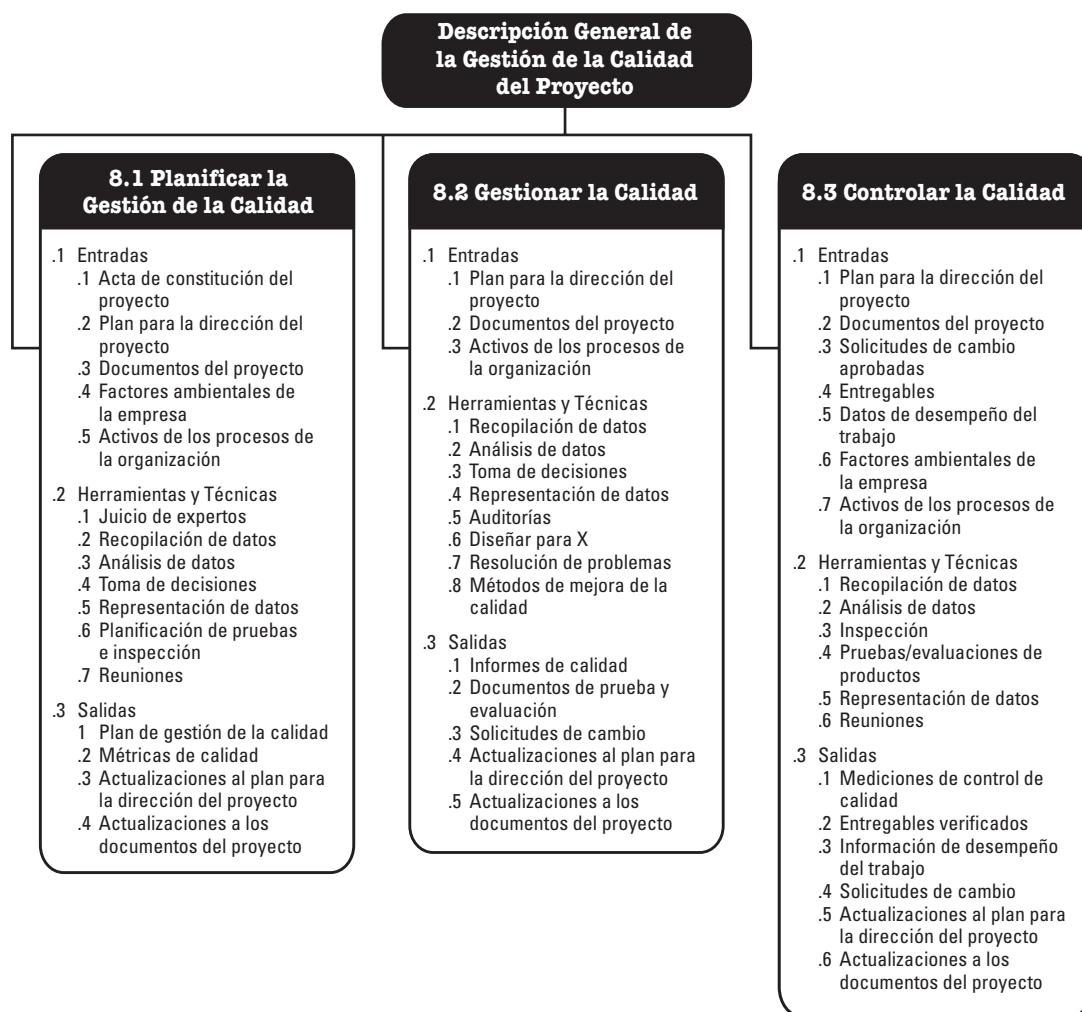 Descripción General de
la Gestión de la Calidad
del Proyecto
8.1 Planificar la
Gestión de la Calidad
.1 Entradas
.1 Acta de constitución del
proyecto
.2 Plan para la dirección del
proyecto
.3 Documentos del proyecto
.4 Factores ambientales de
la empresa
.5 Activos de los procesos de
la organización
.2 Herramientas y Técnicas
.1 Juicio de expertos
.2 Recopilación de datos
.3 Análisis de datos
.4 Toma de decisiones
.5 Representación de datos
.6 Planificación de pruebas
e inspección
.7 Reuniones
.3 Salidas
1 Plan de gestión de la calidad
.2 Métricas de calidad
.3 Actualizaciones al plan para
la dirección del proyecto
.4 Actualizaciones a los
documentos del proyecto
8.2 Gestionar la Calidad
.1 Entradas
.1 Plan para la dirección del
proyecto
.2 Documentos del proyecto
.3 Activos de los procesos de
la organización
.2 Herramientas y Técnicas
.1 Recopilación de datos
.2 Análisis de datos
.3 Toma de decisiones
.4 Representación de datos
.5 Auditorías
.6 Diseñar para X
.7 Resolución de problemas
.8 Métodos de mejora de la
calidad
.3 Salidas
.1 Informes de calidad
.2 Documentos de prueba y
evaluación
.3 Solicitudes de cambio
.4 Actualizaciones al plan para
la dirección del proyecto
.5 Actualizaciones a los
documentos del proyecto
8.3 Controlar la Calidad
.1 Entradas
.1 Plan para la dirección del
proyecto
.2 Documentos del proyecto
.3 Solicitudes de cambio
aprobadas
.4 Entregables
.5 Datos de desempeño del
trabajo
.6 Factores ambientales de
la empresa
.7 Activos de los procesos de
la organización
.2 Herramientas y Técnicas
.1 Recopilación de datos
.2 Análisis de datos
.3 Inspección
.4 Pruebas/evaluaciones de
productos
.5 Representación de datos
.6 Reuniones
.3 Salidas
.1 Mediciones de control de
calidad
.2 Entregables verificados
.3 Información de desempeño
del trabajo
.4 Solicitudes de cambio
.5 Actualizaciones al plan para
la dirección del proyecto
.6 Actualizaciones a los
documentos del proyecto